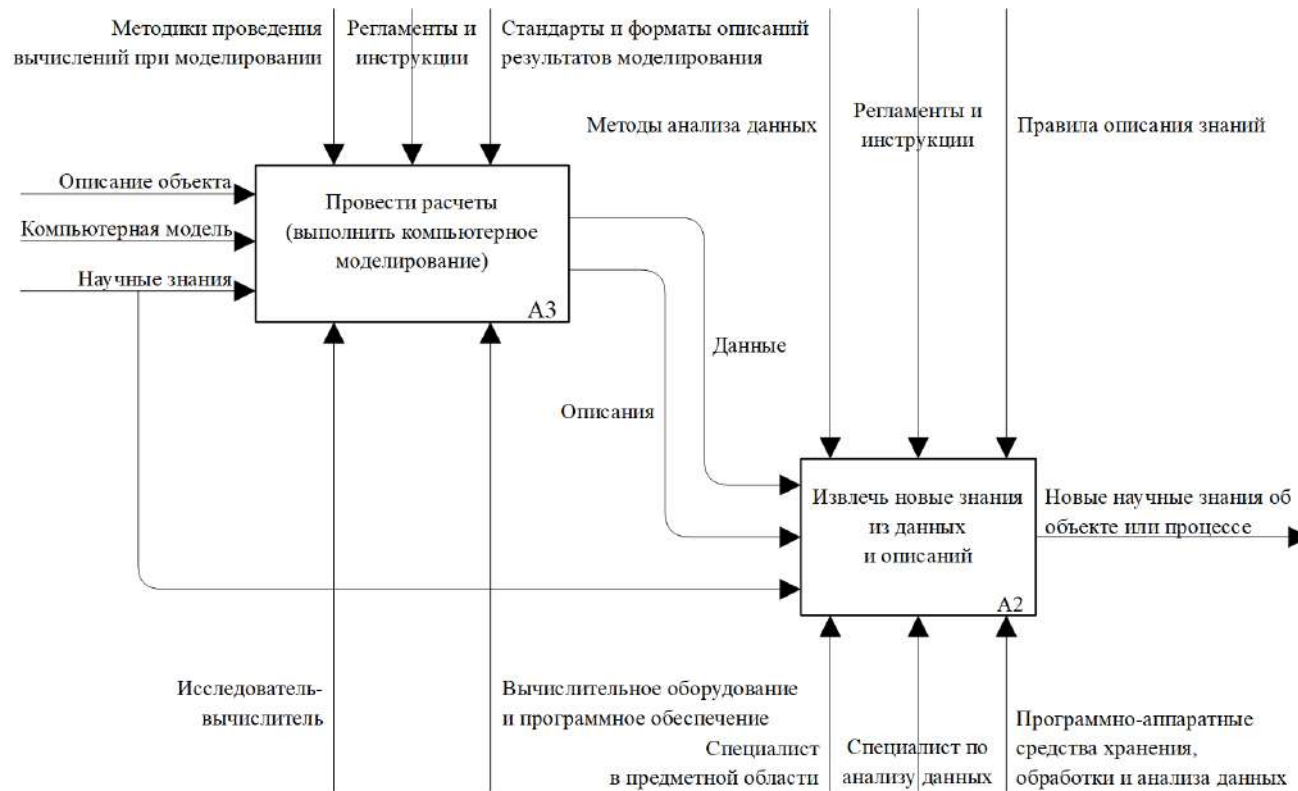 Методики проведения
вычислений при моделировании
Регламенты и
инструкции
Стандарты и форматы описаний
результатов моделирования
Методы анализа данных
Регламенты и
инструкции
Правила описания знаний
Описание объекта
Компьютерная модель
Научные знания
Провести расчеты
(выполнить компьютерное
моделирование)
А3
Данные
Описания
Извлечь новые знания
из данных
и описаний
А2
Новые научные знания об
объекте или процессе
Исследователь-
вычислитель
Вычислительное оборудование
и программное обеспечение
Специалист
в предметной области
Специалист по
анализу данных
Программно-аппаратные
средства хранения,
обработки и анализа данных